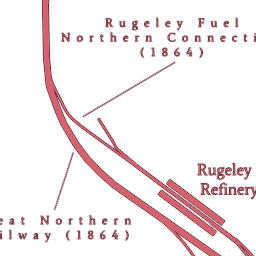 Rugeley Fuel
Northern Connecti
(1864)
Rugeley
Refinery
eat Northern
ilway (1864)